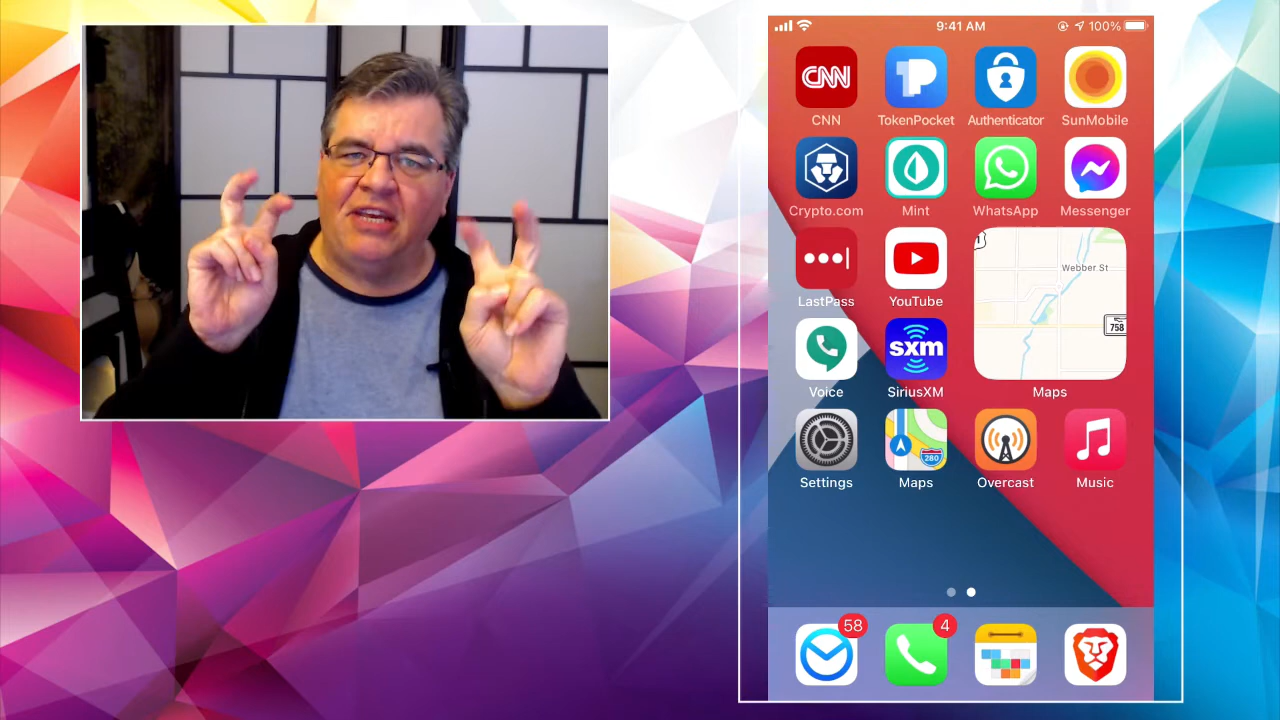 9:41 AM 100%
CNN
CNN TokenPocket Authenticator SunMobile
Crypto.com Mint WhatsApp Messenger
Webber St
758
LastPass YouTube
sxm
Voice SiriusXM Maps
280
Settings Maps Overcast Music
58 4